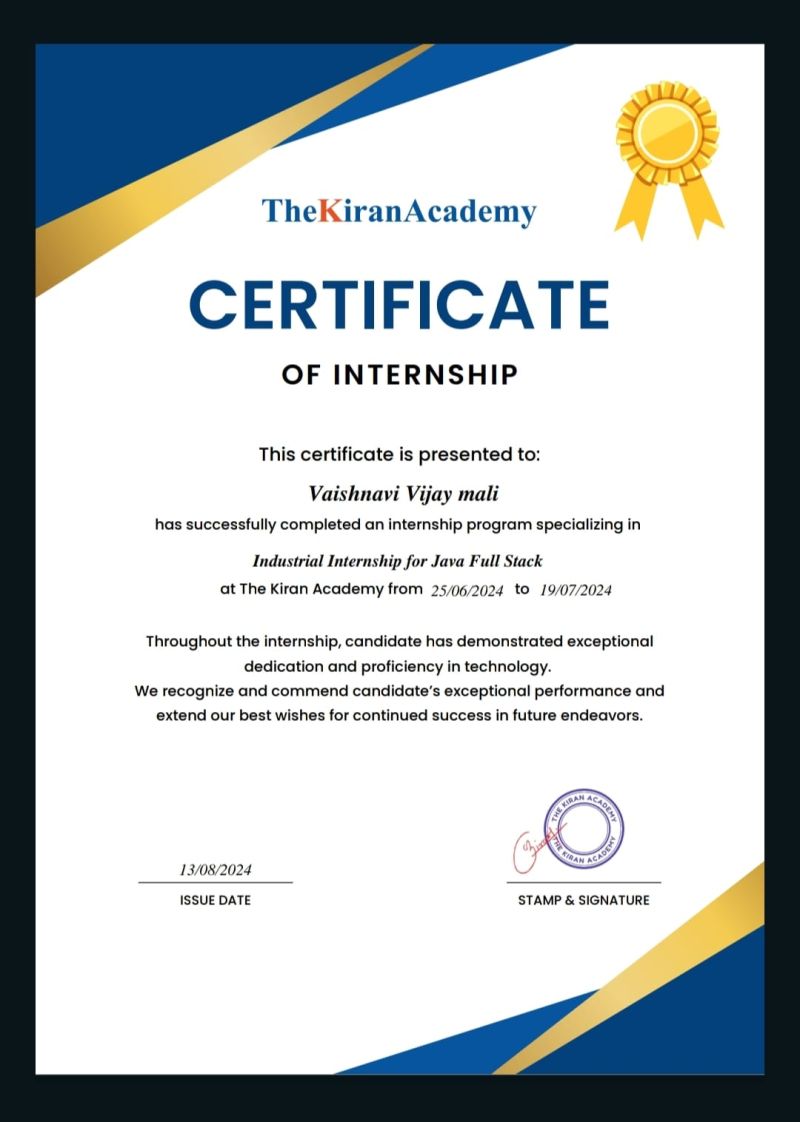 TheKiranAcademy
CERTIFICATE
OF INTERNSHIP
This certificate is presented to:
Vaishnavi Vijay mali
has successfully completed an internship program specializing in
Industrial Internship for Java Full Stack
at The Kiran Academy from 25/06/2024 to 19/07/2024
Throughout the internship, candidate has demonstrated exceptional
dedication and proficiency in technology.
We recognize and commend candidate’s exceptional performance and
extend our best wishes for continued success in future endeavors.
THE KIRAN ACADEMY
THE KIRAN ACADEMY
13/08/2024
ISSUE DATE
STAMP & SIGNATURE